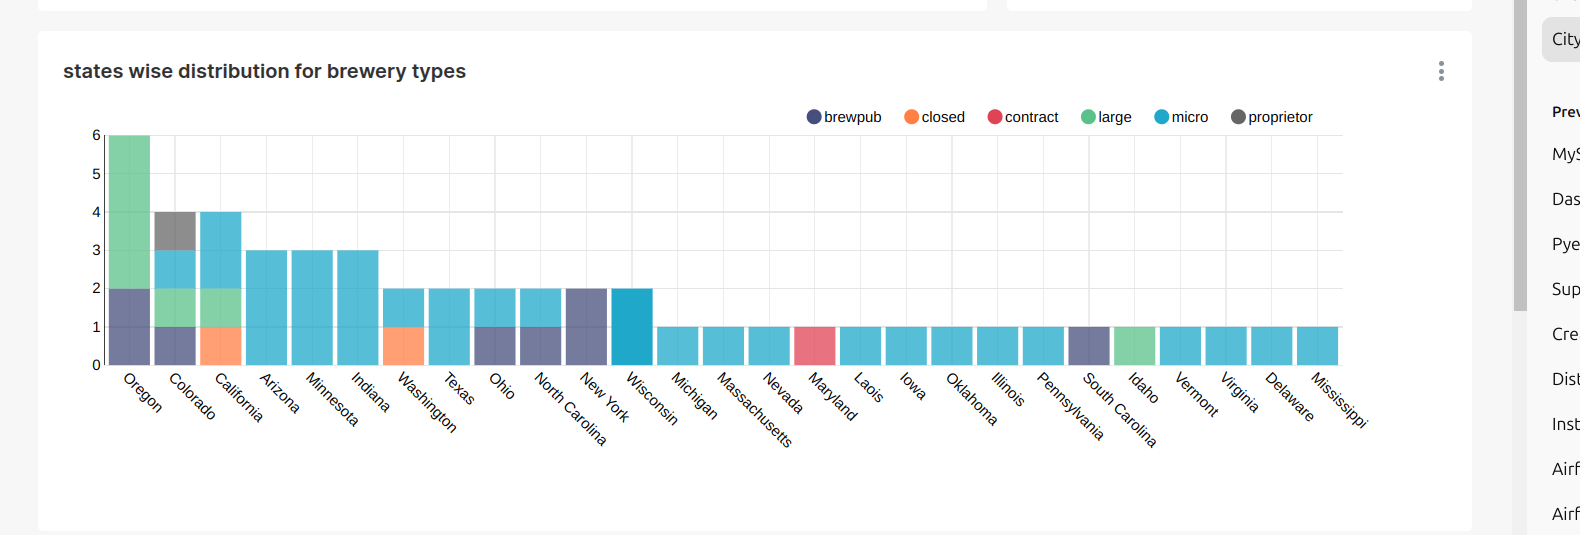 states wise distribution for brewery types
brewpub closed contract large micro proprietor
6
5
4
3
2
1
0
Oregon
Colorado
California
Arizona
Minnesota
Indiana
Washington
Texas
Ohio
North Carolina
New York
Wisconsin
Michigan
Massachusetts
Nevada
Maryland
Laois
Iowa
Oklahoma
Illinois
Pennsylvania
South Carolina
Idaho
Vermont
Virginia
Delaware
Mississippi
City
Prev
MyS
Das
Pye
Sup
Cre
Dist
Inst
Airf
Airf